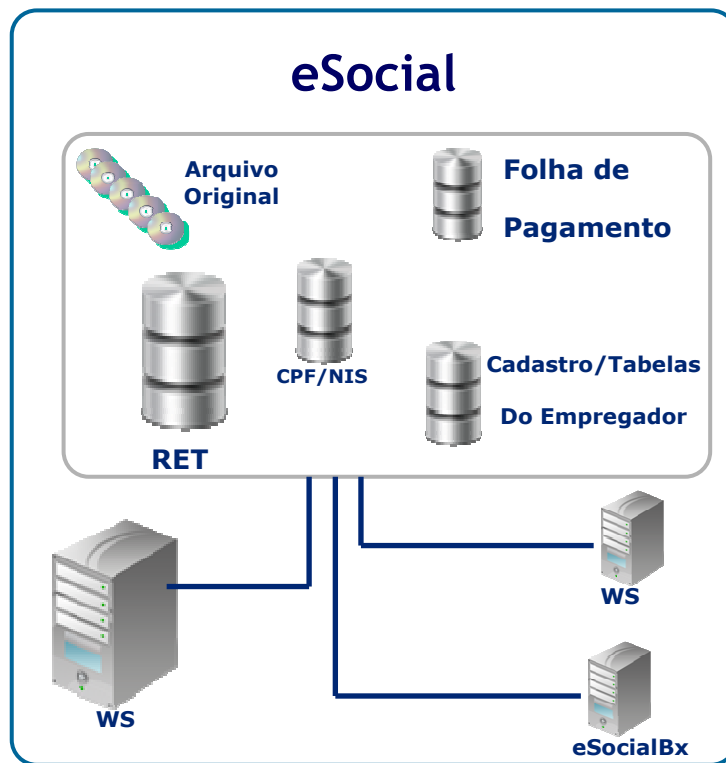 eSocial
Arquivo
Original
Folha de
Pagamento
CPF/NIS
RET
Cadastro/Tabelas
Do Empregador
WS
WS
eSocialBx